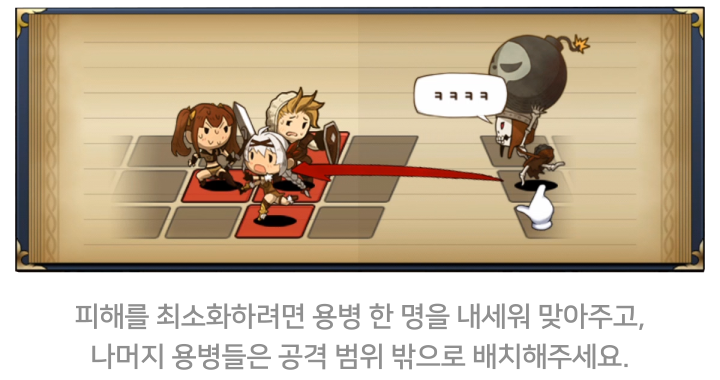 ㅋㅋㅋㅋ
피해를 최소화하려면 용병 한 명을 내세워 맞아주고,
나머지 용병들은 공격 범위 밖으로 배치해주세요.